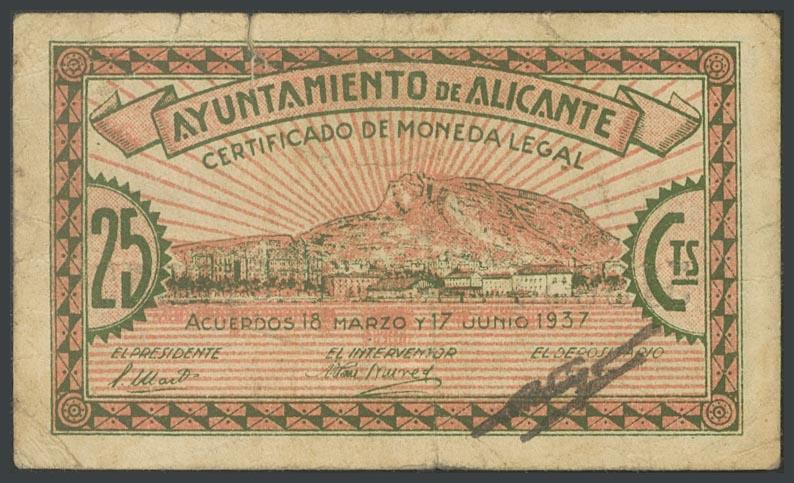 AYUNTAMIENTO DE ALICANTE
CERTIFICADO DE MONEDA LEGAL
25 CTS
ACUERDOS 18 MARZO Y 17 JUNIO 1937
EL PRESIDENTE EL INTERVENTOR EL DEPOSITARIO